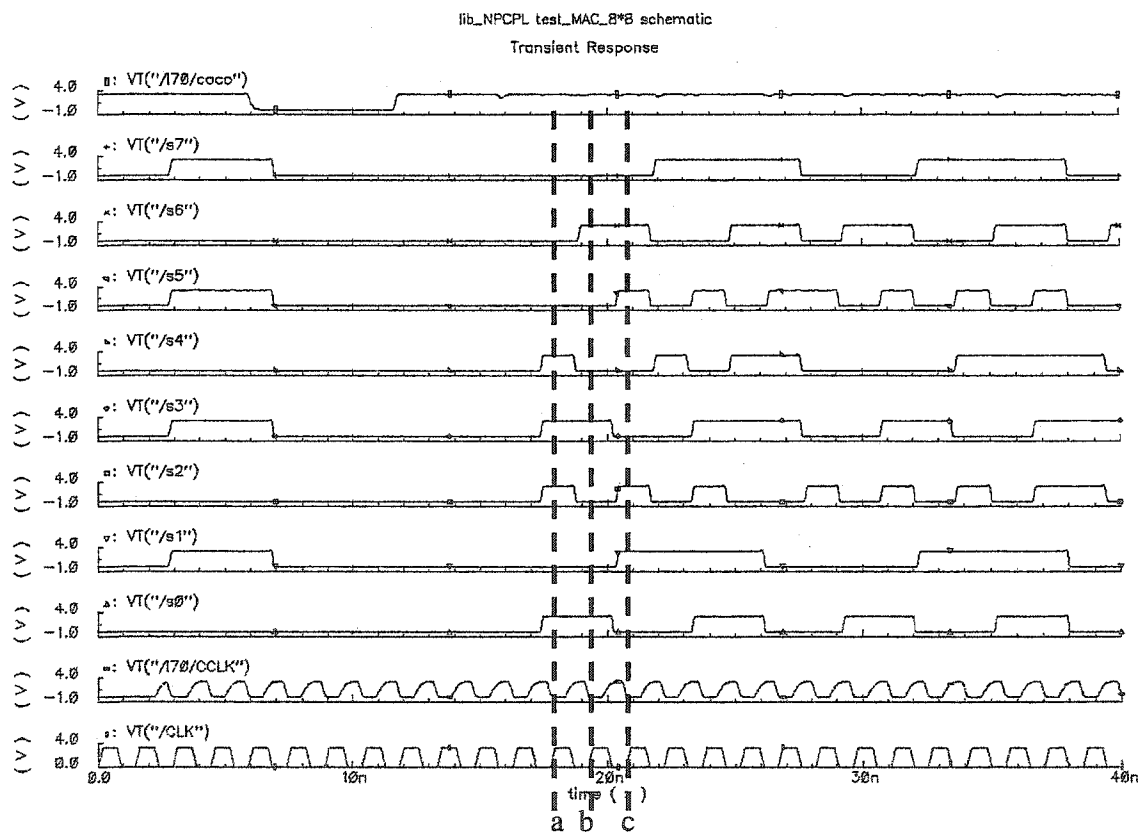 lib_NPCPL test_MAC_8*8 schematic
Transient Response
(V) 4.0 -1.0 : VT("/I70/caco")
(V) 4.0 -1.0 : VT("/s7")
(V) 4.0 -1.0 : VT("/s6")
(V) 4.0 -1.0 : VT("/s5")
(V) 4.0 -1.0 : VT("/s4")
(V) 4.0 -1.0 : VT("/s3")
(V) 4.0 -1.0 : VT("/s2")
(V) 4.0 -1.0 : VT("/s1")
(V) 4.0 -1.0 : VT("/s0")
(V) 4.0 -1.0 : VT("/I70/CCLK")
(V) 4.0 0.0 : VT("/CLK")
0.0 10n 20n 30n 40n
time ( )
a b c